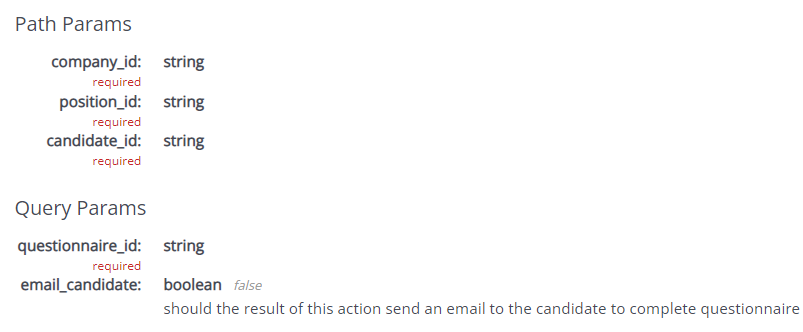 Path Params
company_id: string
required
position_id: string
required
candidate_id: string
required
Query Params
questionnaire_id: string
required
email_candidate: boolean false
should the result of this action send an email to the candidate to complete questionnaire